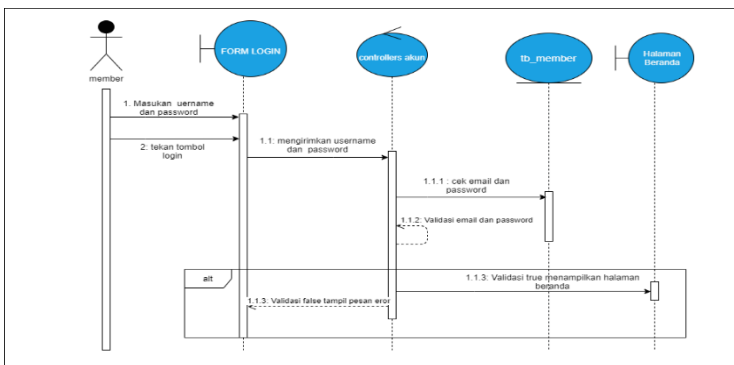 FORM LOGIN
controllers akun
tb_member
Halaman
Beranda
member
1. Masukan uername
dan password
2: tekan tombol
login
1.1: mengirimkan username
dan password
1.1.1 : cek email dan
password
1.1.2: Validasi email dan password
alt
1.1.3: Validasi true menampilkan halaman
beranda
1.1.3: Validasi false tampil pesan eror